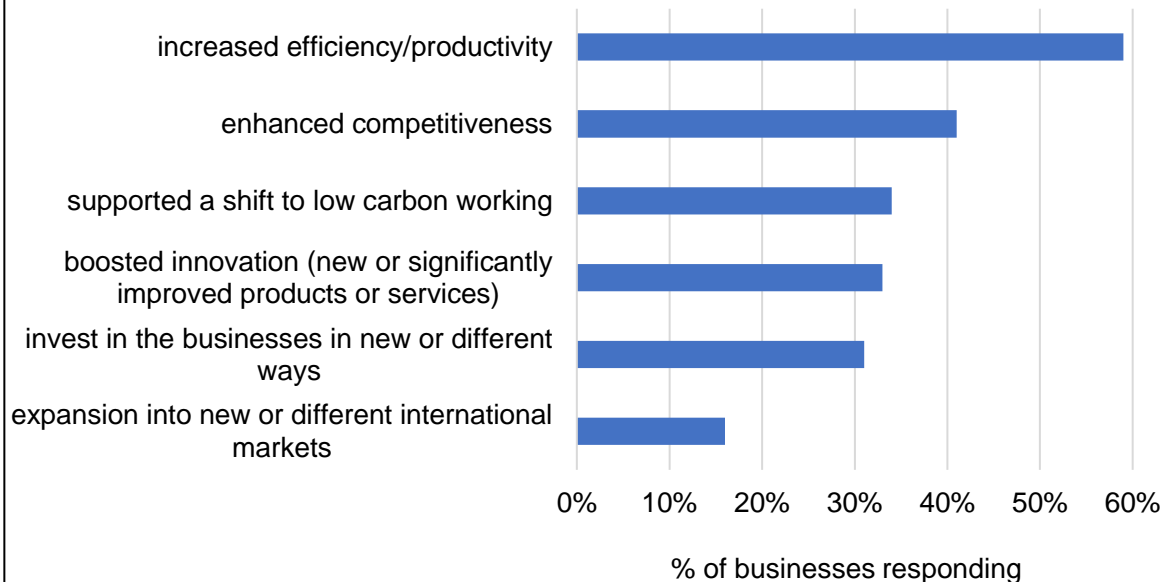 increased efficiency/productivity
enhanced competitiveness
supported a shift to low carbon working
boosted innovation (new or significantly
improved products or services)
invest in the businesses in new or different
ways
expansion into new or different international
markets
0% 10% 20% 30% 40% 50% 60%
% of businesses responding